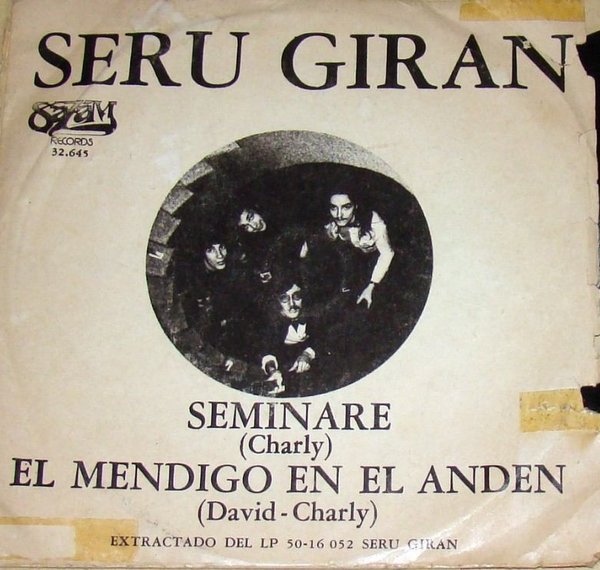 SERU GIRAN
SazaM
RECORDS
32.645
SEMINARE
(Charly)
EL MENDIGO EN EL ANDEN
(David-Charly)
EXTRACTADO DEL LP 50-16 052 SERU GIRAN